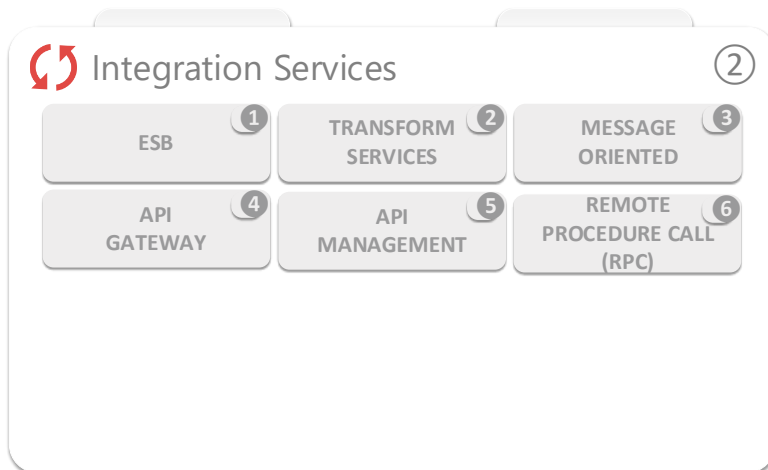 Integration Services
②
ESB
1
TRANSFORM
SERVICES
2
MESSAGE
ORIENTED
3
API
GATEWAY
4
API
MANAGEMENT
5
REMOTE
PROCEDURE CALL
(RPC)
6